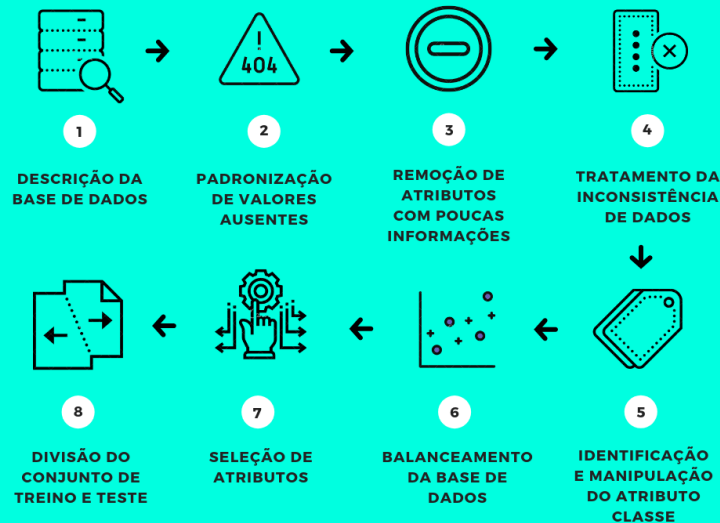 !
404
1
DESCRIÇÃO DA
BASE DE DADOS
2
PADRONIZAÇÃO
DE VALORES
AUSENTES
3
REMOÇÃO DE
ATRIBUTOS
COM POUCAS
INFORMAÇÕES
4
TRATAMENTO DA
INCONSISTÊNCIA
DE DADOS
5
IDENTIFICAÇÃO
E MANIPULAÇÃO
DO ATRIBUTO
CLASSE
6
BALANCEAMENTO
DA BASE DE
DADOS
7
SELEÇÃO DE
ATRIBUTOS
8
DIVISÃO DO
CONJUNTO DE
TREINO E TESTE